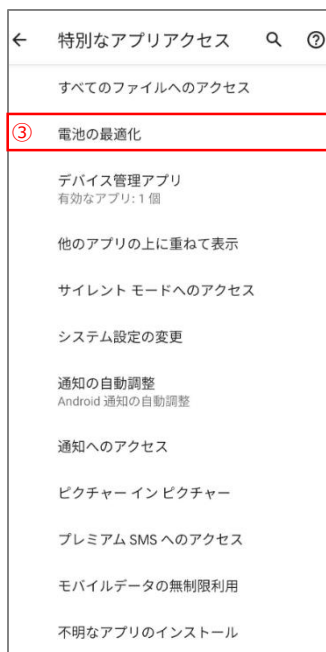 特別なアプリアクセス
すべてのファイルへのアクセス
③ 電池の最適化
デバイス管理アプリ
有効なアプリ: 1 個
他のアプリの上に重ねて表示
サイレント モードへのアクセス
システム設定の変更
通知の自動調整
Android 通知の自動調整
通知へのアクセス
ピクチャー イン ピクチャー
プレミアム SMS へのアクセス
モバイルデータの無制限利用
不明なアプリのインストール